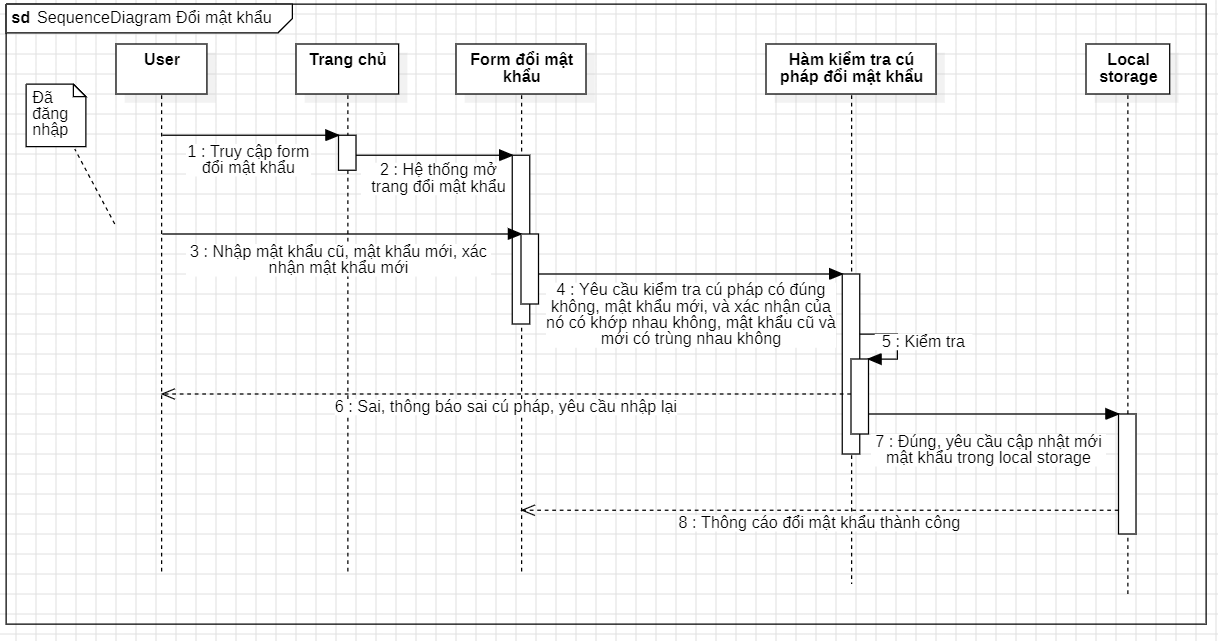 sd SequenceDiagram Đổi mật khẩu
User
Trang chủ
Form đổi mật
khẩu
Hàm kiểm tra cú
pháp đổi mật khẩu
Local
storage
Đã
đăng
nhập
1 : Truy cập form
đổi mật khẩu
2 : Hệ thống mở
trang đổi mật khẩu
3 : Nhập mật khẩu cũ, mật khẩu mới, xác
nhận mật khẩu mới
4 : Yêu cầu kiểm tra cú pháp có đúng
không, mật khẩu mới, và xác nhận của
nó có khớp nhau không, mật khẩu cũ và
mới có trùng nhau không
5 : Kiểm tra
6 : Sai, thông báo sai cú pháp, yêu cầu nhập lại
7 : Đúng, yêu cầu cập nhật mới
mật khẩu trong local storage
8 : Thông cáo đổi mật khẩu thành công